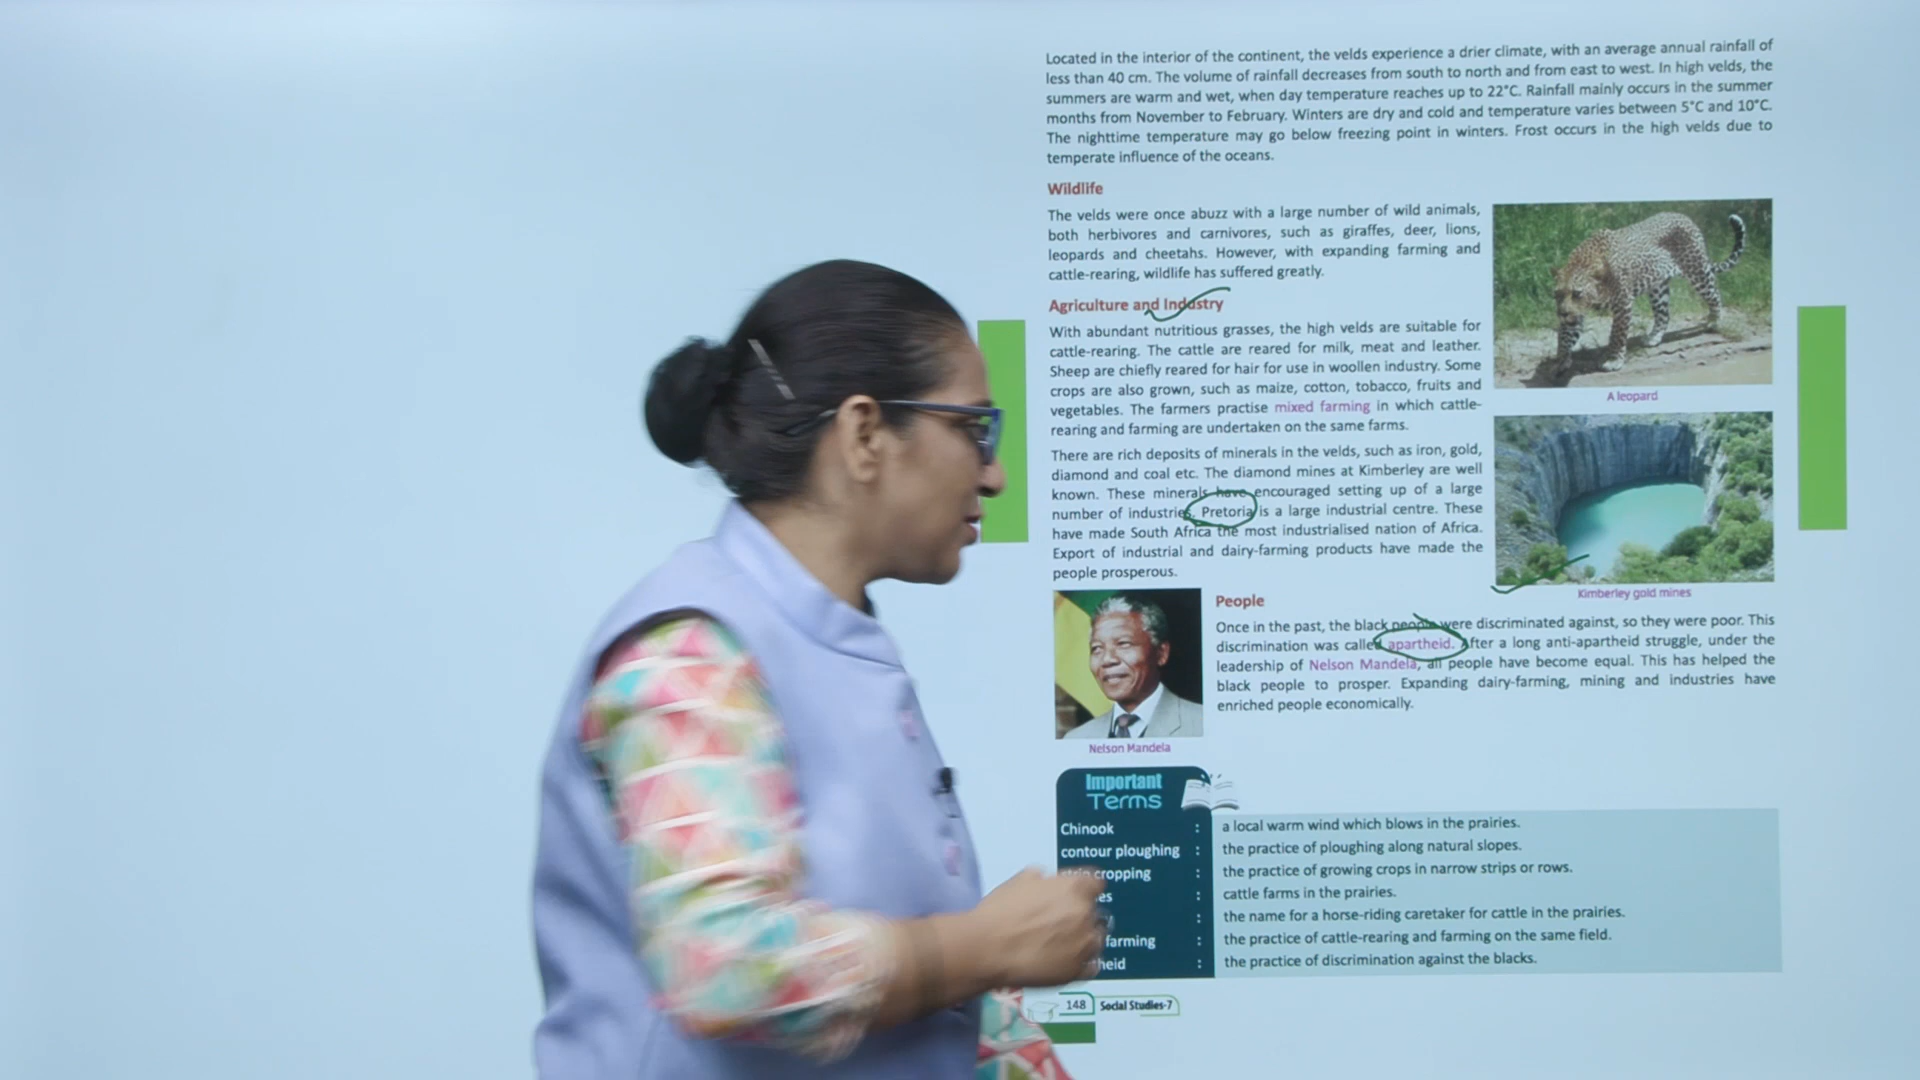 Located in the interior of the continent, the velds experience a drier climate, with an average annual rainfall of
less than 40 cm. The volume of rainfall decreases from south to north and from east to west. In high velds, the
summers are warm and wet, when day temperature reaches up to 22°C. Rainfall mainly occurs in the summer
months from November to February. Winters are dry and cold and temperature varies between 5°C and 10°C.
The nighttime temperature may go below freezing point in winters. Frost occurs in the high velds due to
temperate influence of the oceans.
Wildlife
The velds were once abuzz with a large number of wild animals,
both herbivores and carnivores, such as giraffes, deer, lions,
leopards and cheetahs. However, with expanding farming and
cattle-rearing, wildlife has suffered greatly.
A leopard
Agriculture and Industry
With abundant nutritious grasses, the high velds are suitable for
cattle-rearing. The cattle are reared for milk, meat and leather.
Sheep are chiefly reared for hair for use in woollen industry. Some
crops are also grown, such as maize, cotton, tobacco, fruits and
vegetables. The farmers practise mixed farming in which cattle-
rearing and farming are undertaken on the same farms.
There are rich deposits of minerals in the velds, such as iron, gold,
diamond and coal etc. The diamond mines at Kimberley are well
known. These minerals have encouraged setting up of a large
number of industries. Pretoria is a large industrial centre. These
have made South Africa the most industrialised nation of Africa.
Export of industrial and dairy-farming products have made the
people prosperous.
Kimberley gold mines
People
Once in the past, the black people were discriminated against, so they were poor. This
discrimination was called apartheid. After a long anti-apartheid struggle, under the
leadership of Nelson Mandela, all people have become equal. This has helped the
black people to prosper. Expanding dairy-farming, mining and industries have
enriched people economically.
Nelson Mandela
Important
Terms
Chinook : a local warm wind which blows in the prairies.
contour ploughing : the practice of ploughing along natural slopes.
cropping : the practice of growing crops in narrow strips or rows.
: cattle farms in the prairies.
: the name for a horse-riding caretaker for cattle in the prairies.
farming : the practice of cattle-rearing and farming on the same field.
: the practice of discrimination against the blacks.
148 Social Studies-7